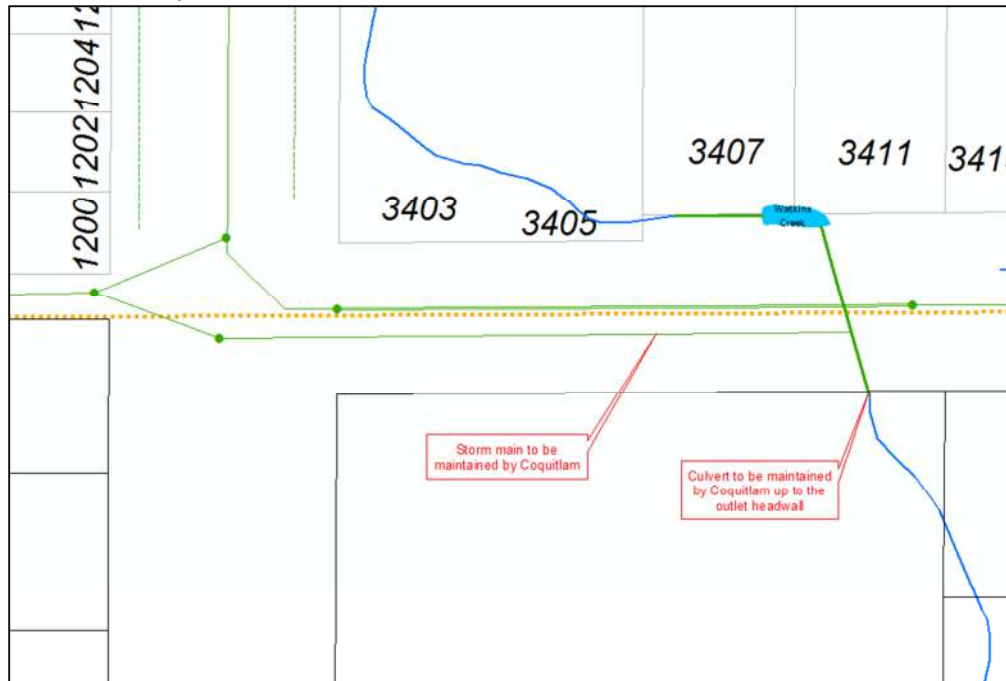 1204
1202
1200
3403
3405
3407
3411
Watkins
Creek
Storm main to be
maintained by Coquitlam
Culvert to be maintained
by Coquitlam up to the
outlet headwall